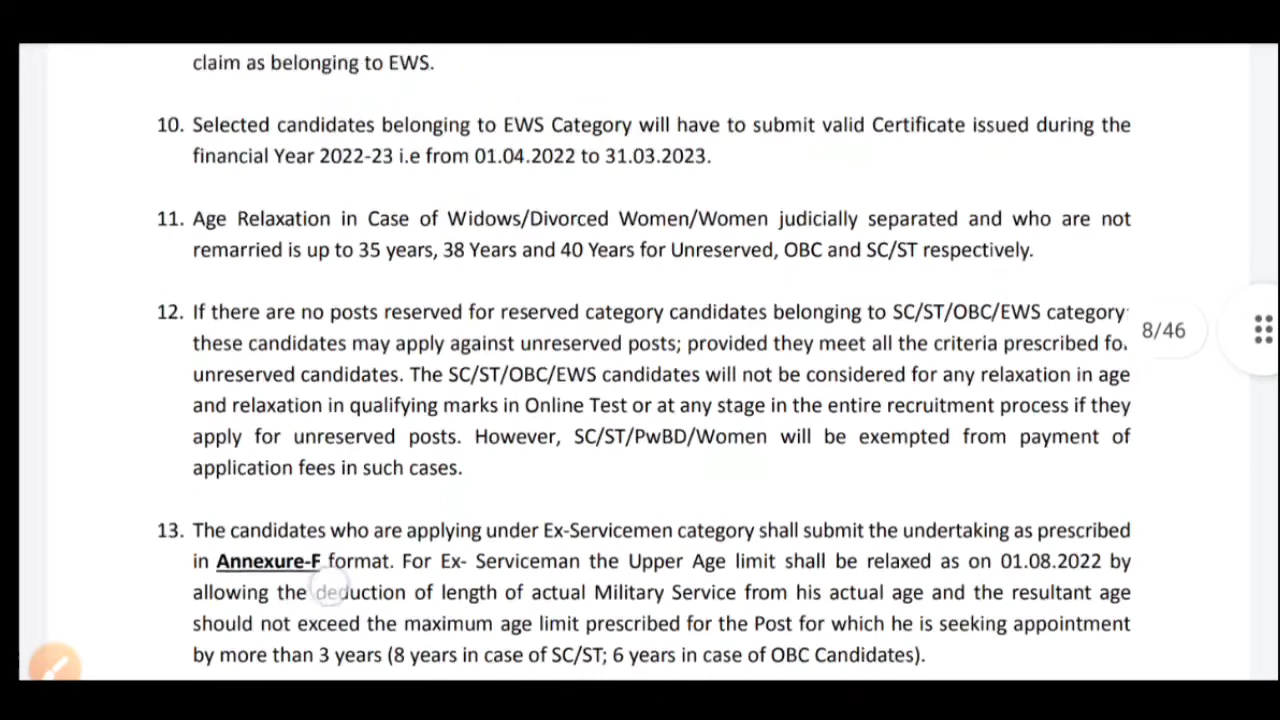 claim as belonging to EWS.
10. Selected candidates belonging to EWS Category will have to submit valid Certificate issued during the
financial Year 2022-23 i.e from 01.04.2022 to 31.03.2023.
11. Age Relaxation in Case of Widows/Divorced Women/Women judicially separated and who are not
remarried is up to 35 years, 38 Years and 40 Years for Unreserved, OBC and SC/ST respectively.
12. If there are no posts reserved for reserved category candidates belonging to SC/ST/OBC/EWS category
these candidates may apply against unreserved posts; provided they meet all the criteria prescribed fo
8/46
unreserved candidates. The SC/ST/OBC/EWS candidates will not be considered for any relaxation in age
and relaxation in qualifying marks in Online Test or at any stage in the entire recruitment process if they
apply for unreserved posts. However, SC/ST/PwBD/Women will be exempted from payment of
application fees in such cases.
13. The candidates who are applying under Ex-Servicemen category shall submit the undertaking as prescribed
in Annexure-F format. For Ex- Serviceman the Upper Age limit shall be relaxed as on 01.08.2022 by
allowing the deduction of length of actual Military Service from his actual age and the resultant age
should not exceed the maximum age limit prescribed for the Post for which he is seeking appointment
by more than 3 years (8 years in case of SC/ST; 6 years in case of OBC Candidates).